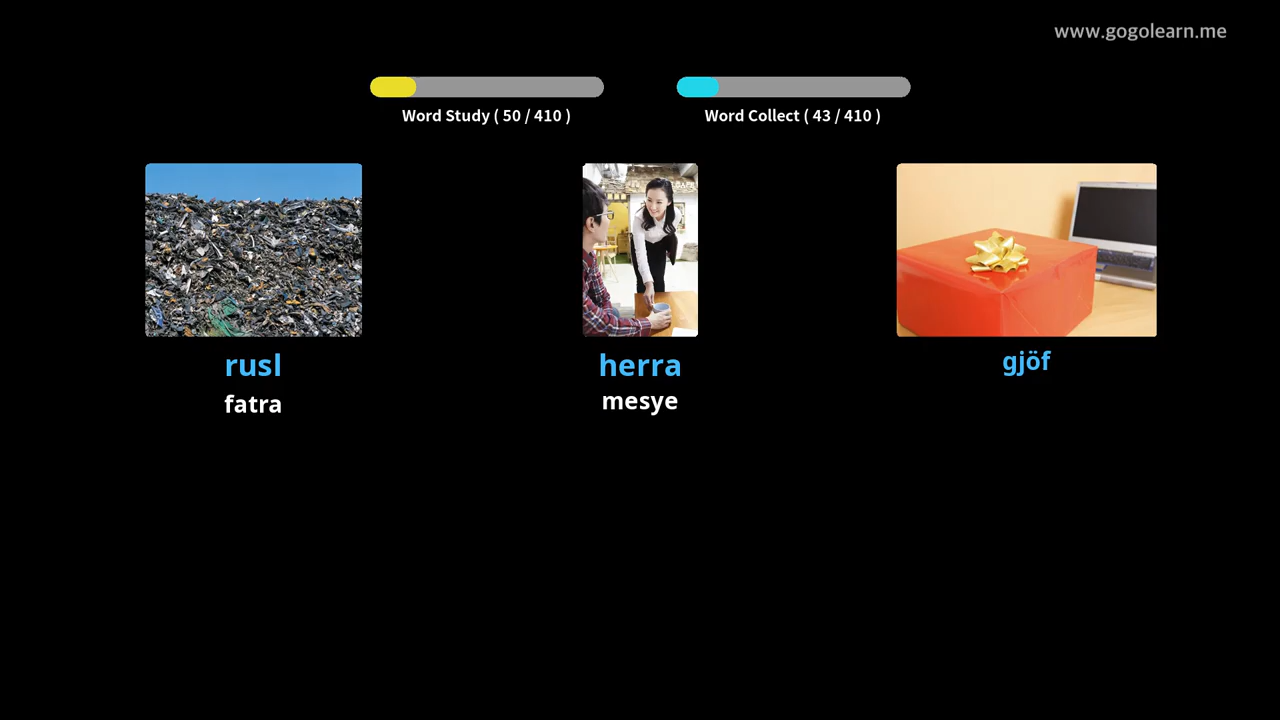 www.gogolearn.me
Word Study ( 50 / 410 )
Word Collect ( 43 / 410 )
rusl
fatra
herra
mesye
gjöf